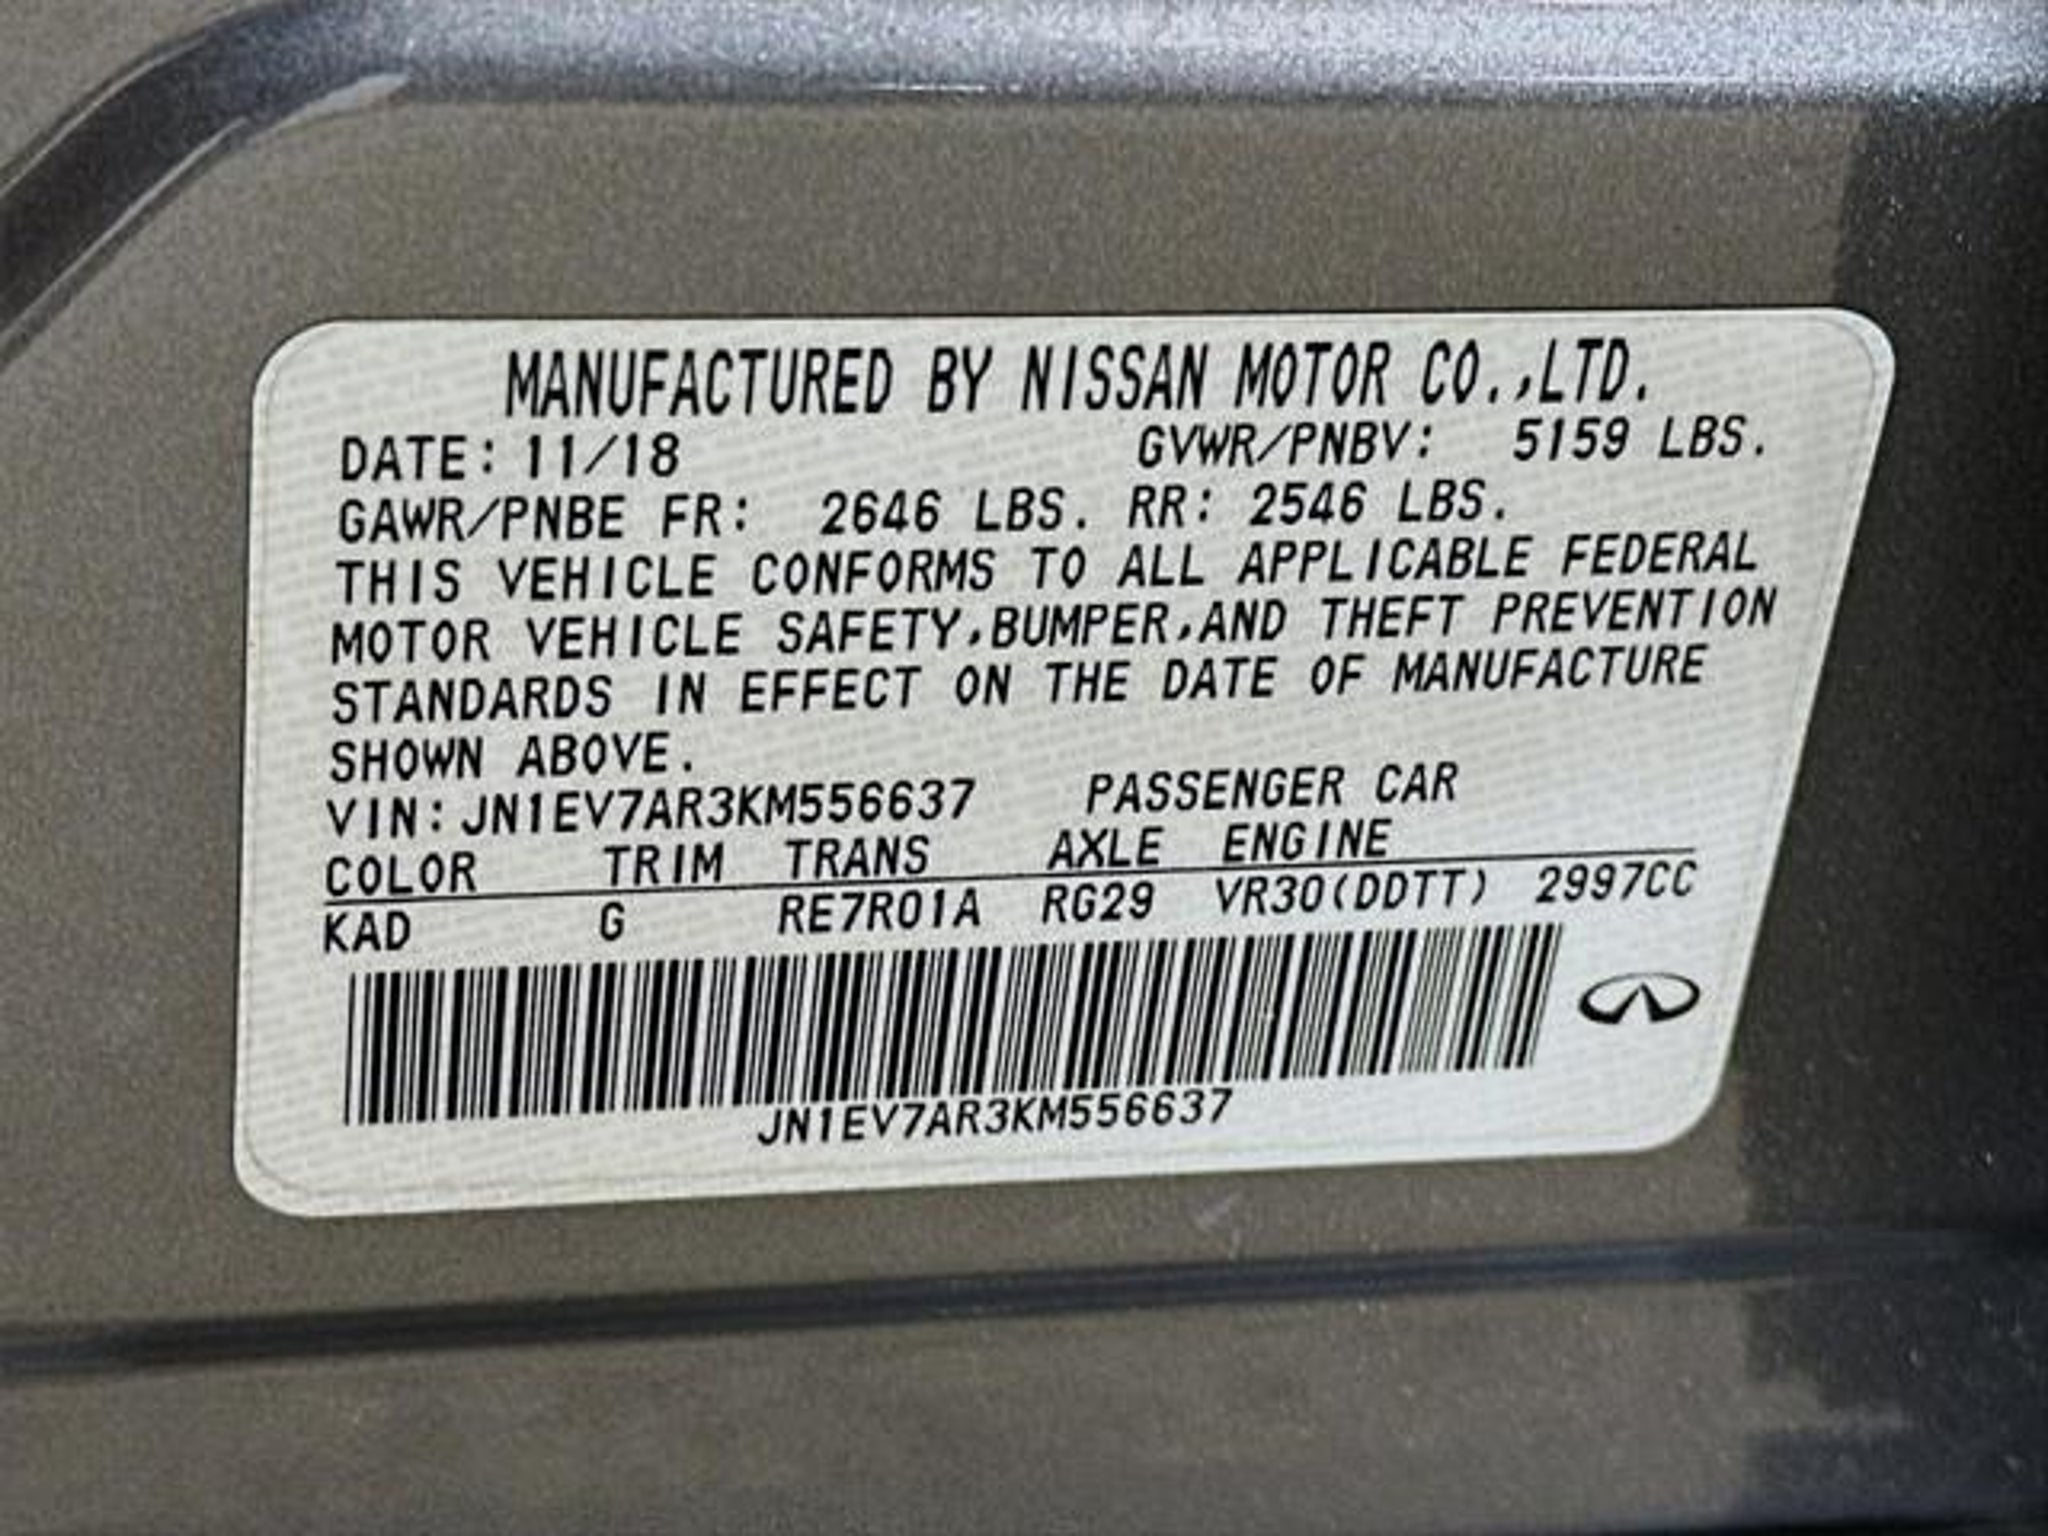 MANUFACTURED BY NISSAN MOTOR CO.,LTD.
DATE: 11/18 GVWR/PNBV: 5159 LBS.
GAWR/PNBE FR: 2646 LBS. RR: 2546 LBS.
THIS VEHICLE CONFORMS TO ALL APPLICABLE FEDERAL
MOTOR VEHICLE SAFETY,BUMPER,AND THEFT PREVENTION
STANDARDS IN EFFECT ON THE DATE OF MANUFACTURE
SHOWN ABOVE.
VIN:JN1EV7AR3KM556637 PASSENGER CAR
COLOR TRIM TRANS AXLE ENGINE
KAD G RE7R01A RG29 VR30(DDTT) 2997CC
JN1EV7AR3KM556637